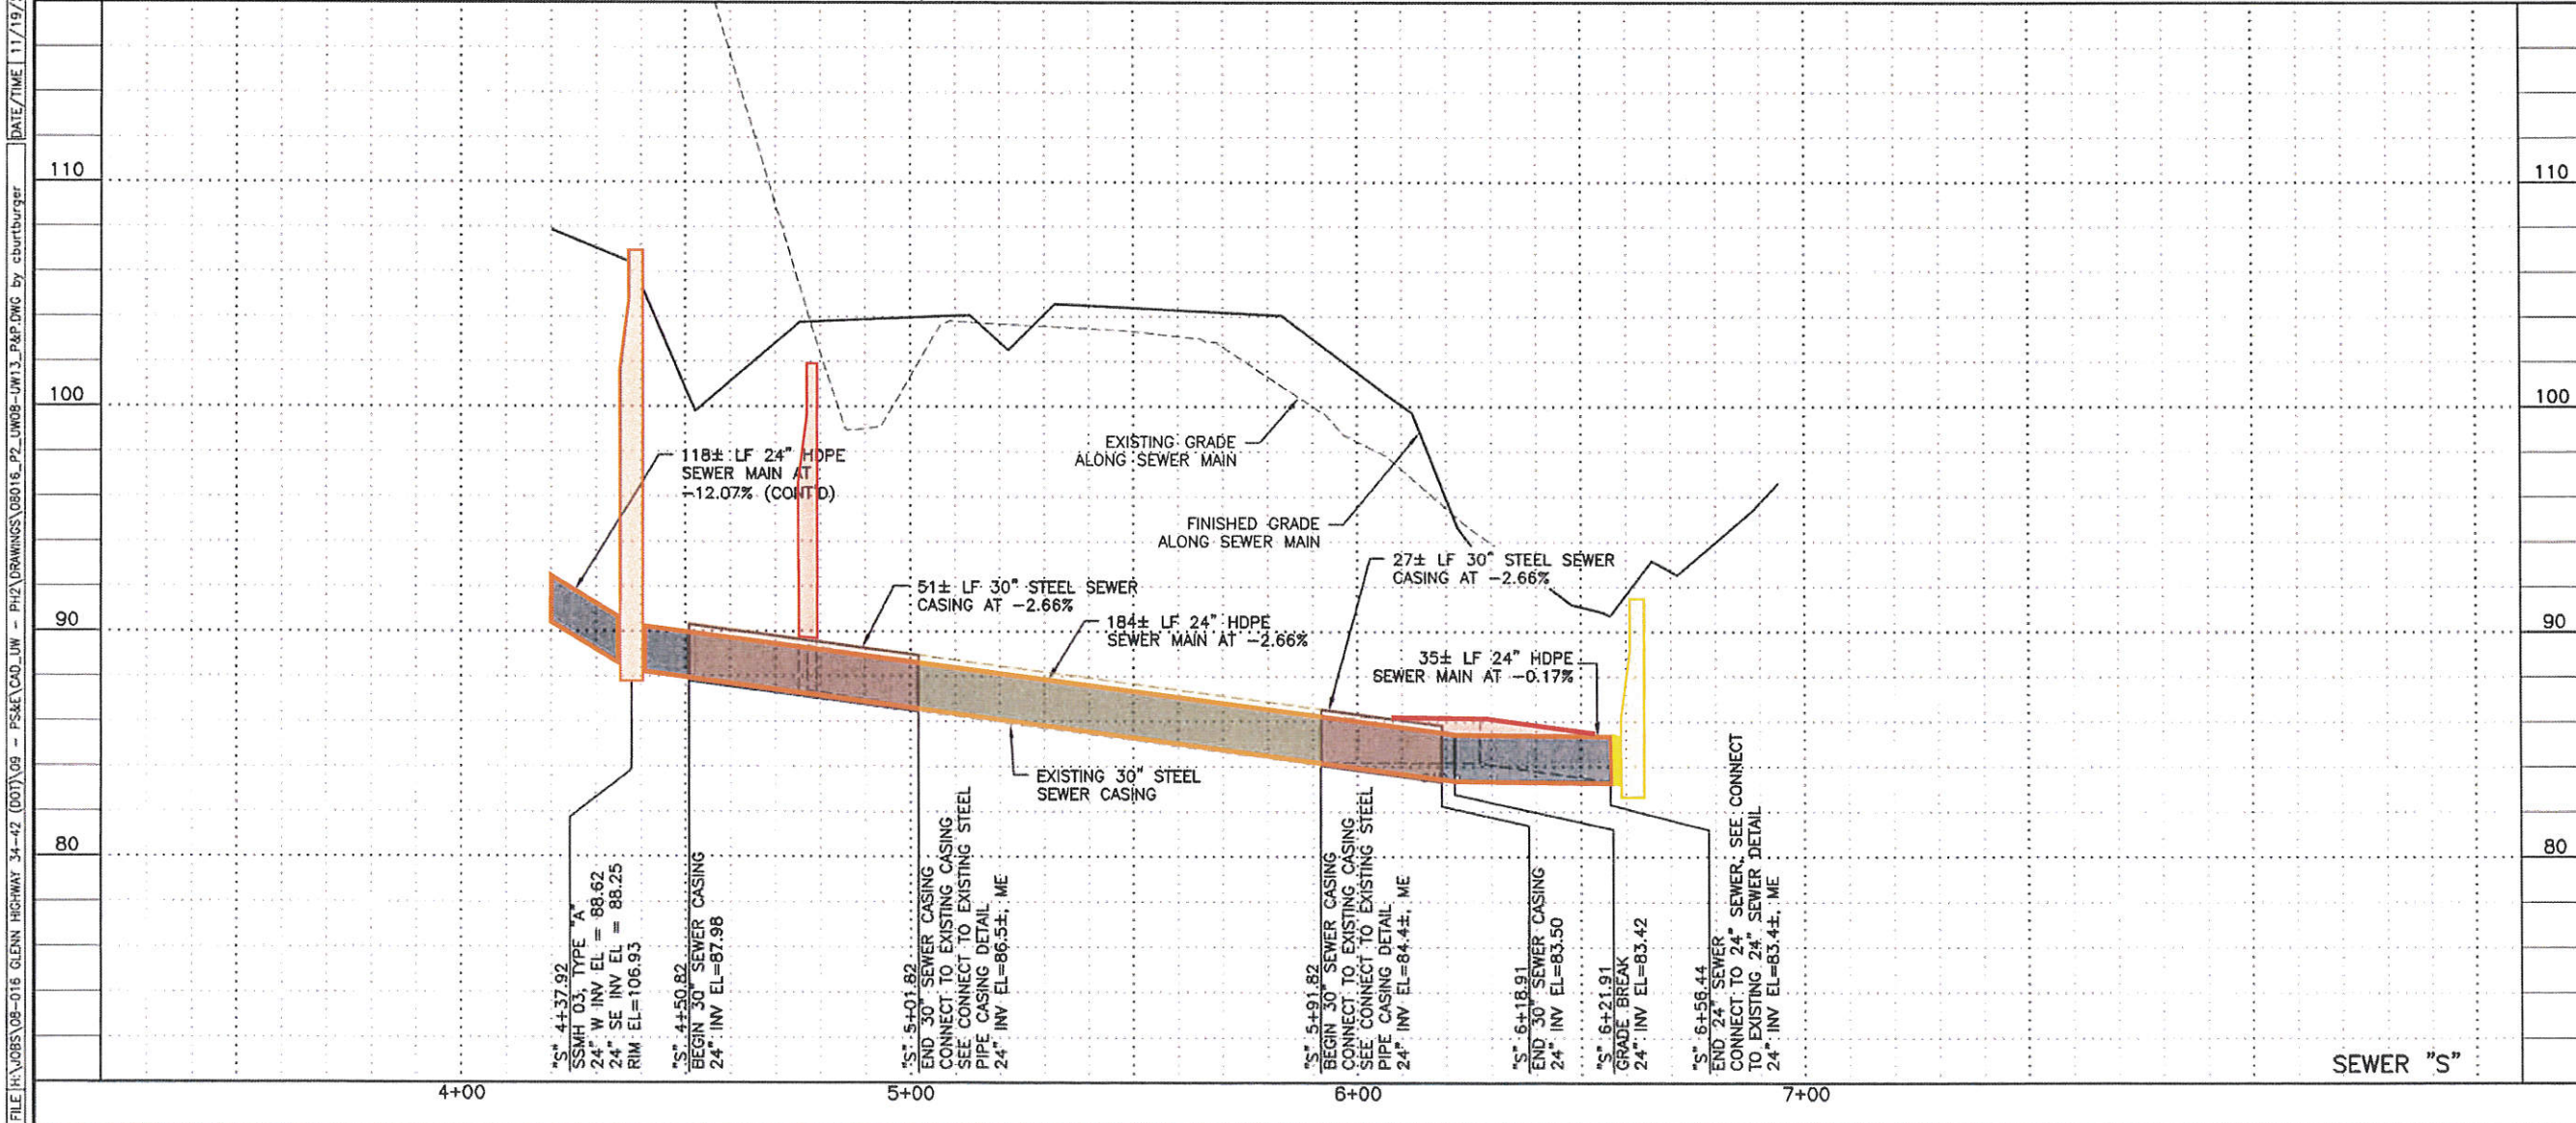 FILE H:\JOBS\08-016 GLENN HIGHWAY 34-42 (DOT)\09 - PS&E\CAD_UW - PH2\DRAWINGS\08016_P2_UW08-UW13_P&P.DWG by cburtburger
DATE/TIME 11/19/
110
100
90
80
110
100
90
80
118± LF 24" HDPE
SEWER MAIN AT
-12.07% (CONT'D)
EXISTING GRADE
ALONG SEWER MAIN
FINISHED GRADE
ALONG SEWER MAIN
51± LF 30" STEEL SEWER
CASING AT -2.66%
184± LF 24" HDPE
SEWER MAIN AT -2.66%
27± LF 30" STEEL SEWER
CASING AT -2.66%
35± LF 24" HDPE
SEWER MAIN AT -0.17%
EXISTING 30" STEEL
SEWER CASING
"S" 4+37.92
SSMH 03, TYPE "A"
24" W INV EL = 88.62
24" SE INV EL = 88.25
RIM EL=106.93
"S" 4+50.82
BEGIN 30" SEWER CASING
24" INV EL=87.98
"S" 5+01.82
END 30" SEWER CASING
CONNECT TO EXISTING CASING
SEE CONNECT TO EXISTING STEEL
PIPE CASING DETAIL
24" INV EL=86.5±, ME
"S" 5+91.82
BEGIN 30" SEWER CASING
CONNECT TO EXISTING CASING
SEE CONNECT TO EXISTING STEEL
PIPE CASING DETAIL
24" INV EL=84.4±, ME
"S" 6+18.91
END 30" SEWER CASING
24" INV EL=83.50
"S" 6+21.91
GRADE BREAK
24" INV EL=83.42
"S" 6+56.44
END 24" SEWER
CONNECT TO 24" SEWER, SEE CONNECT
TO EXISTING 24" SEWER DETAIL
24" INV EL=83.4±, ME
SEWER "S"
4+00
5+00
6+00
7+00